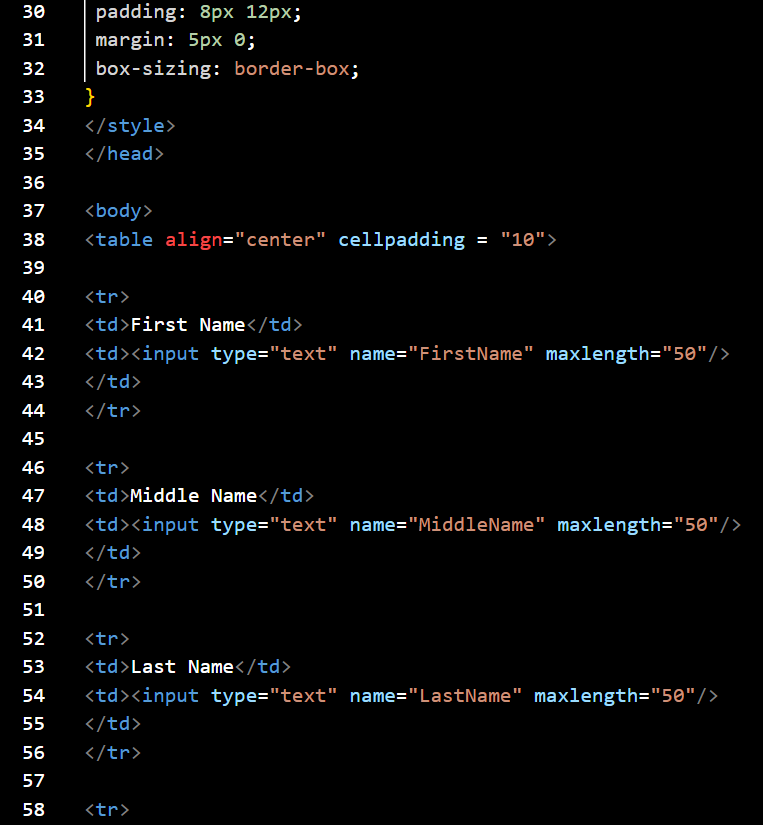 30 padding: 8px 12px;
31 margin: 5px 0;
32 box-sizing: border-box;
33 }
34 </style>
35 </head>
36
37 <body>
38 <table align="center" cellpadding = "10">
39
40 <tr>
41 <td>First Name</td>
42 <td><input type="text" name="FirstName" maxlength="50"/>
43 </td>
44 </tr>
45
46 <tr>
47 <td>Middle Name</td>
48 <td><input type="text" name="MiddleName" maxlength="50"/>
49 </td>
50 </tr>
51
52 <tr>
53 <td>Last Name</td>
54 <td><input type="text" name="LastName" maxlength="50"/>
55 </td>
56 </tr>
57
58 <tr>